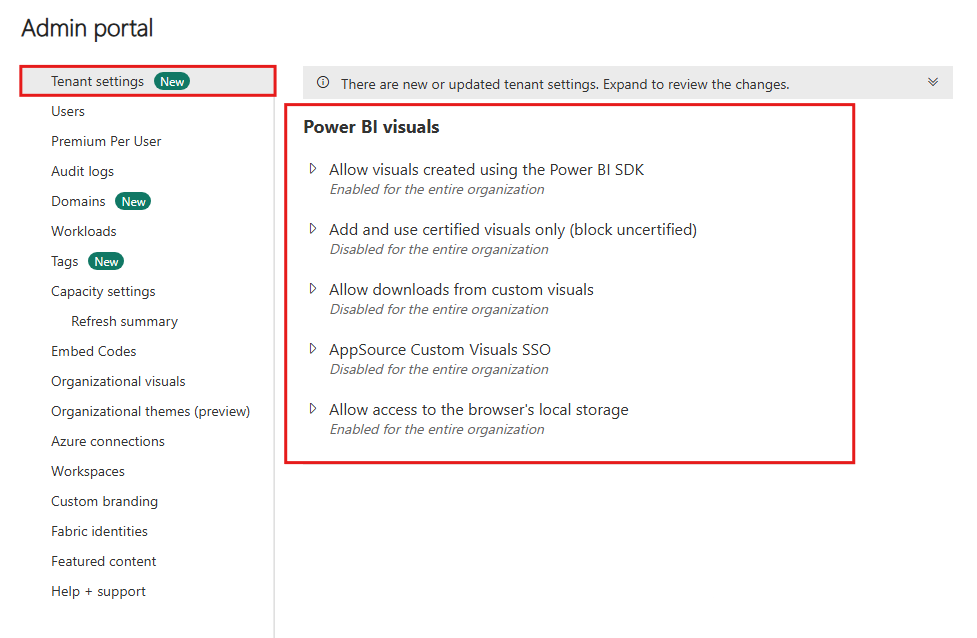 Admin portal
Tenant settings New
Users
Premium Per User
Audit logs
Domains New
Workloads
Tags New
Capacity settings
Refresh summary
Embed Codes
Organizational visuals
Organizational themes (preview)
Azure connections
Workspaces
Custom branding
Fabric identities
Featured content
Help + support
There are new or updated tenant settings. Expand to review the changes.
Power BI visuals
Allow visuals created using the Power BI SDK
Enabled for the entire organization
Add and use certified visuals only (block uncertified)
Disabled for the entire organization
Allow downloads from custom visuals
Disabled for the entire organization
AppSource Custom Visuals SSO
Disabled for the entire organization
Allow access to the browser's local storage
Enabled for the entire organization